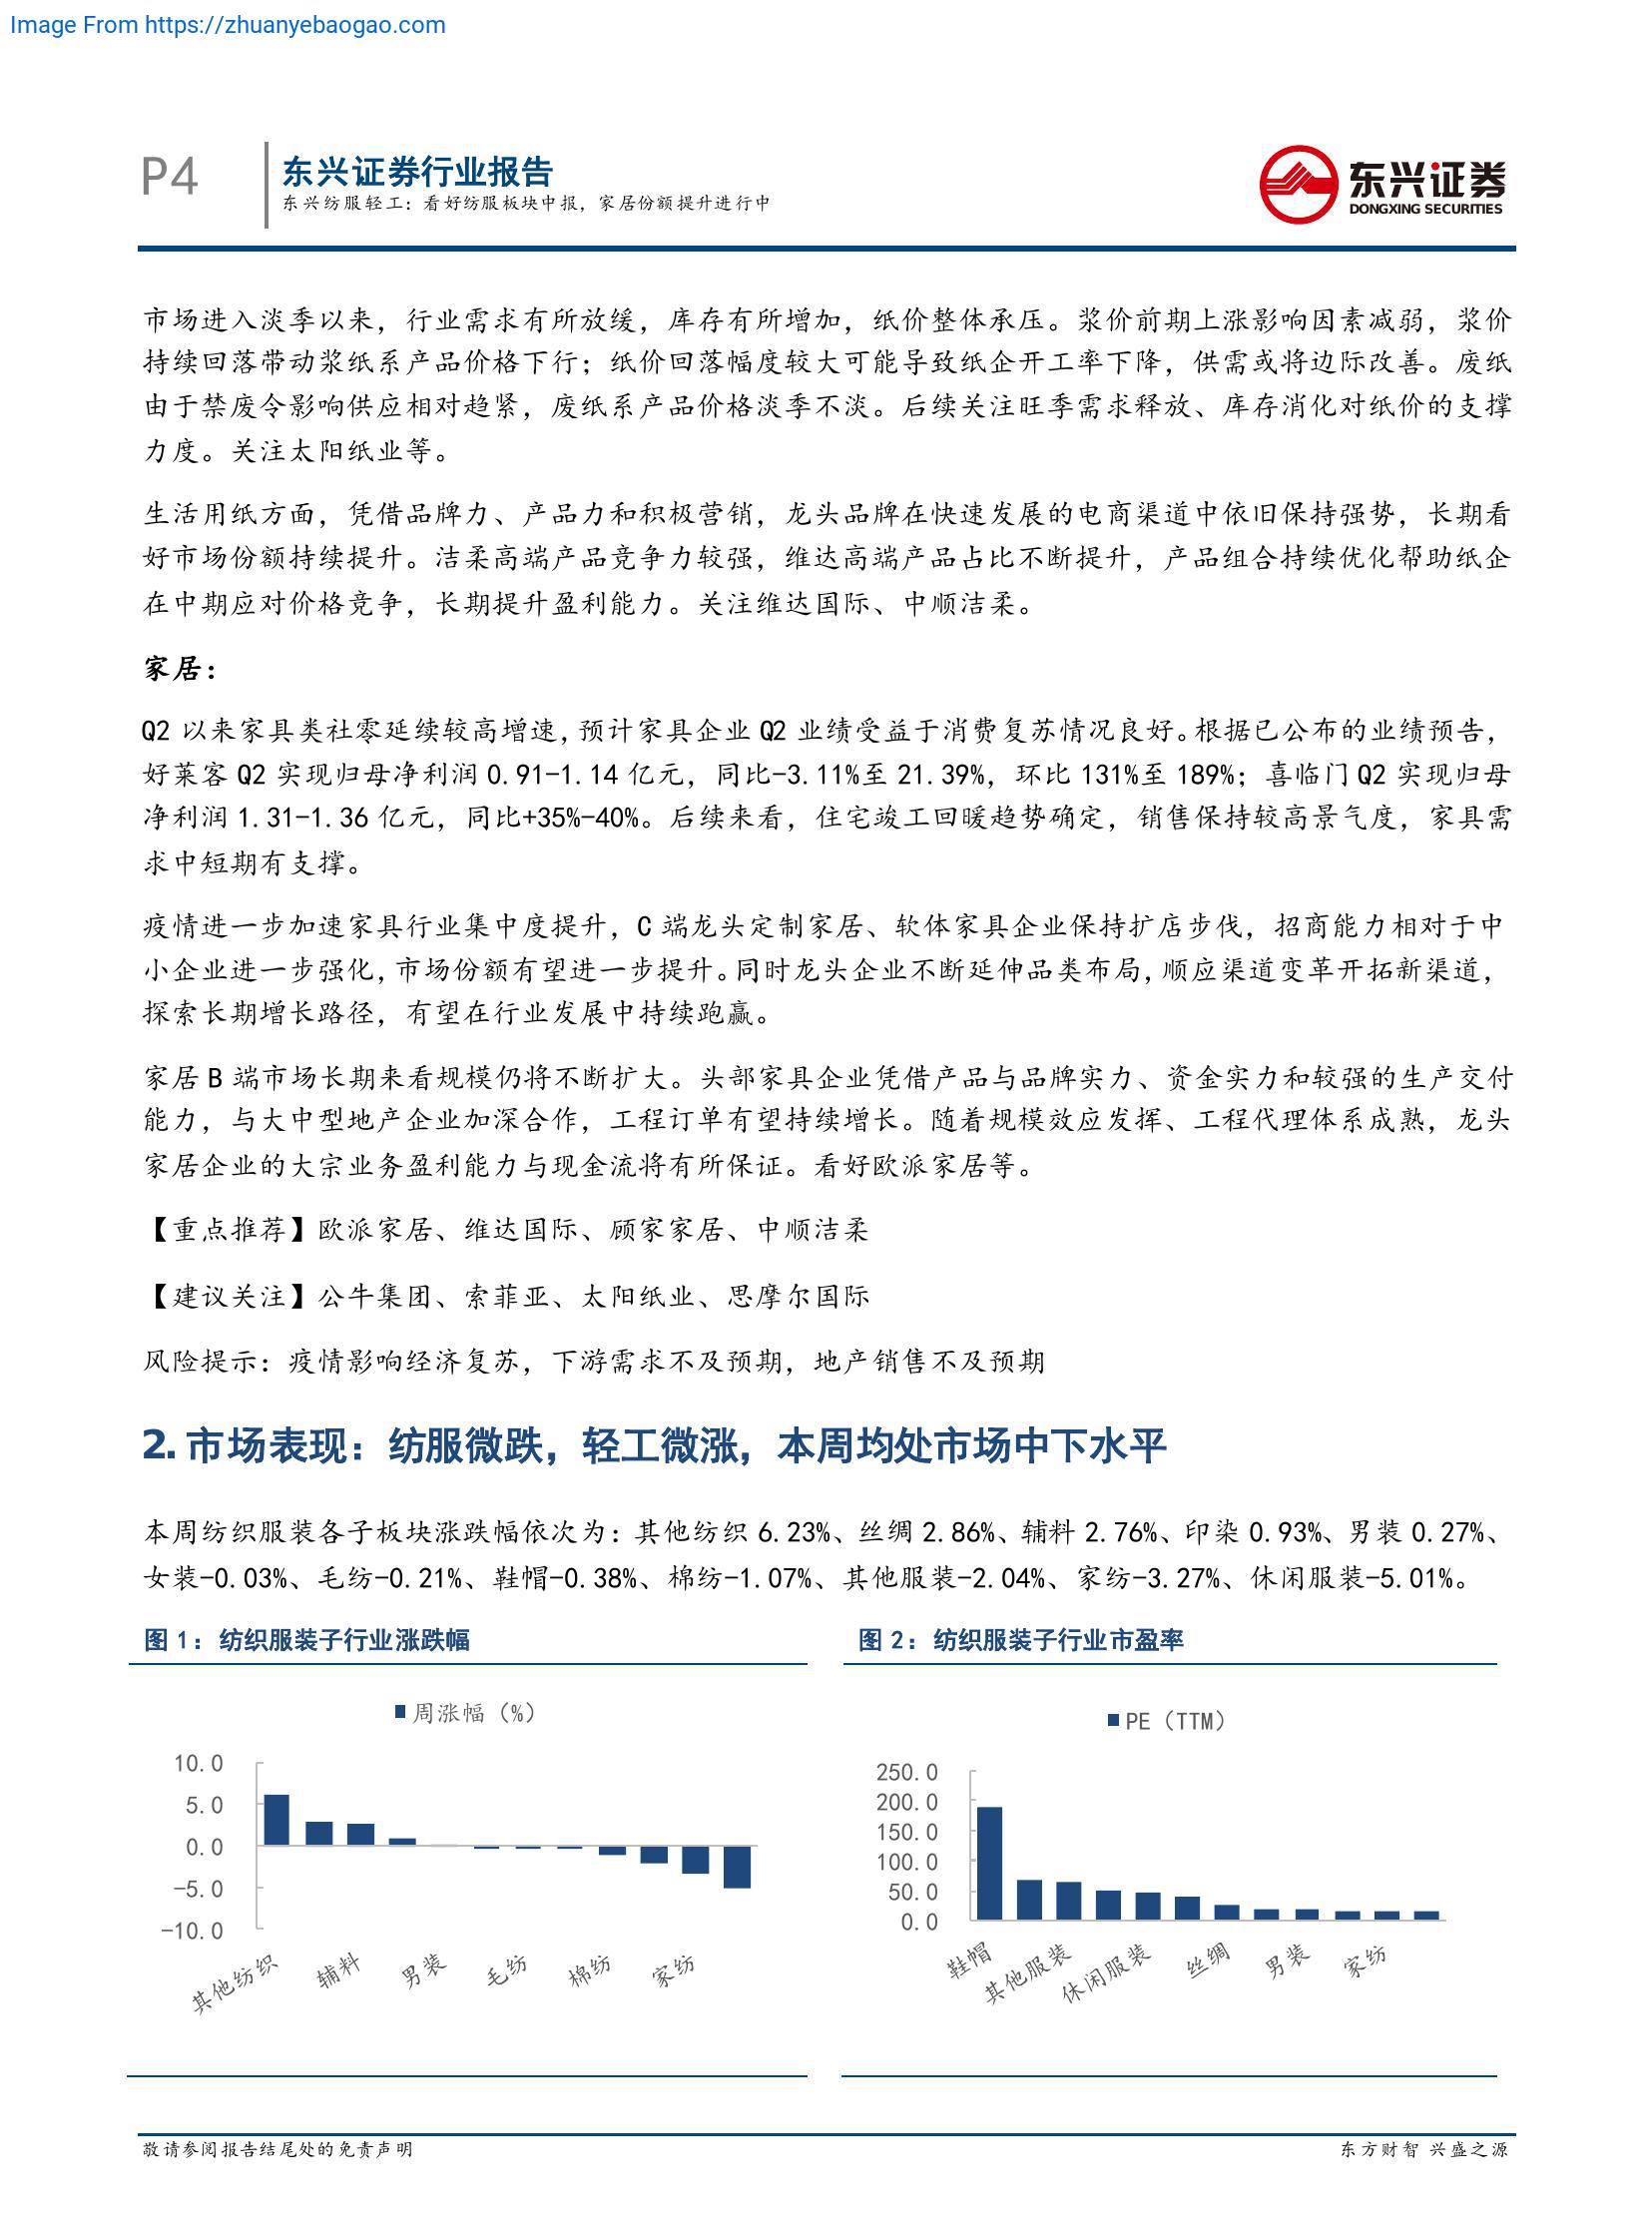 Image From https://zhuanyebaogao.com
P4
东兴证券行业报告
东兴纺服轻工：看好纺服板块中报，家居份额提升进行中
东兴证券
DONGXING SECURITIES
市场进入淡季以来，行业需求有所放缓，库存有所增加，纸价整体承压。浆价前期上涨影响因素减弱，浆价
持续回落带动浆纸系产品价格下行；纸价回落幅度较大可能导致纸企开工率下降，供需或将边际改善。废纸
由于禁废令影响供应相对趋紧，废纸系产品价格淡季不淡。后续关注旺季需求释放、库存消化对纸价的支撑
力度。关注太阳纸业等。
生活用纸方面，凭借品牌力、产品力和积极营销，龙头品牌在快速发展的电商渠道中依旧保持强势，长期看
好市场份额持续提升。洁柔高端产品竞争力较强，维达高端产品占比不断提升，产品组合持续优化帮助纸企
在中期应对价格竞争，长期提升盈利能力。关注维达国际、中顺洁柔。
家居：
Q2 以来家具类社零延续较高增速，预计家具企业 Q2 业绩受益于消费复苏情况良好。根据已公布的业绩预告，
好莱客 Q2 实现归母净利润 0.91-1.14 亿元，同比-3.11%至 21.39%，环比 131%至 189%；喜临门 Q2 实现归母
净利润 1.31-1.36 亿元，同比+35%-40%。后续来看，住宅竣工回暖趋势确定，销售保持较高景气度，家具需
求中短期有支撑。
疫情进一步加速家具行业集中度提升，C 端龙头定制家居、软体家具企业保持扩店步伐，招商能力相对于中
小企业进一步强化，市场份额有望进一步提升。同时龙头企业不断延伸品类布局，顺应渠道变革开拓新渠道，
探索长期增长路径，有望在行业发展中持续跑赢。
家居 B 端市场长期来看规模仍将不断扩大。头部家具企业凭借产品与品牌实力、资金实力和较强的生产交付
能力，与大中型地产企业加深合作，工程订单有望持续增长。随着规模效应发挥、工程代理体系成熟，龙头
家居企业的大宗业务盈利能力与现金流将有所保证。看好欧派家居等。
【重点推荐】欧派家居、维达国际、顾家家居、中顺洁柔
【建议关注】公牛集团、索菲亚、太阳纸业、思摩尔国际
风险提示：疫情影响经济复苏，下游需求不及预期，地产销售不及预期
2. 市场表现：纺服微跌，轻工微涨，本周均处市场中下水平
本周纺织服装各子板块涨跌幅依次为：其他纺织 6.23%、丝绸 2.86%、辅料 2.76%、印染 0.93%、男装 0.27%、
女装-0.03%、毛纺-0.21%、鞋帽-0.38%、棉纺-1.07%、其他服装-2.04%、家纺-3.27%、休闲服装-5.01%。
图 1：纺织服装子行业涨跌幅
周涨幅（%）
10.0
5.0
0.0
-5.0
-10.0
其他纺织
辅料
男装
毛纺
棉纺
家纺
图 2：纺织服装子行业市盈率
PE（TTM）
250.0
200.0
150.0
100.0
50.0
0.0
鞋帽
其他服装
休闲服装
丝绸
男装
家纺
敬请参阅报告结尾处的免责声明
东方财智 兴盛之源